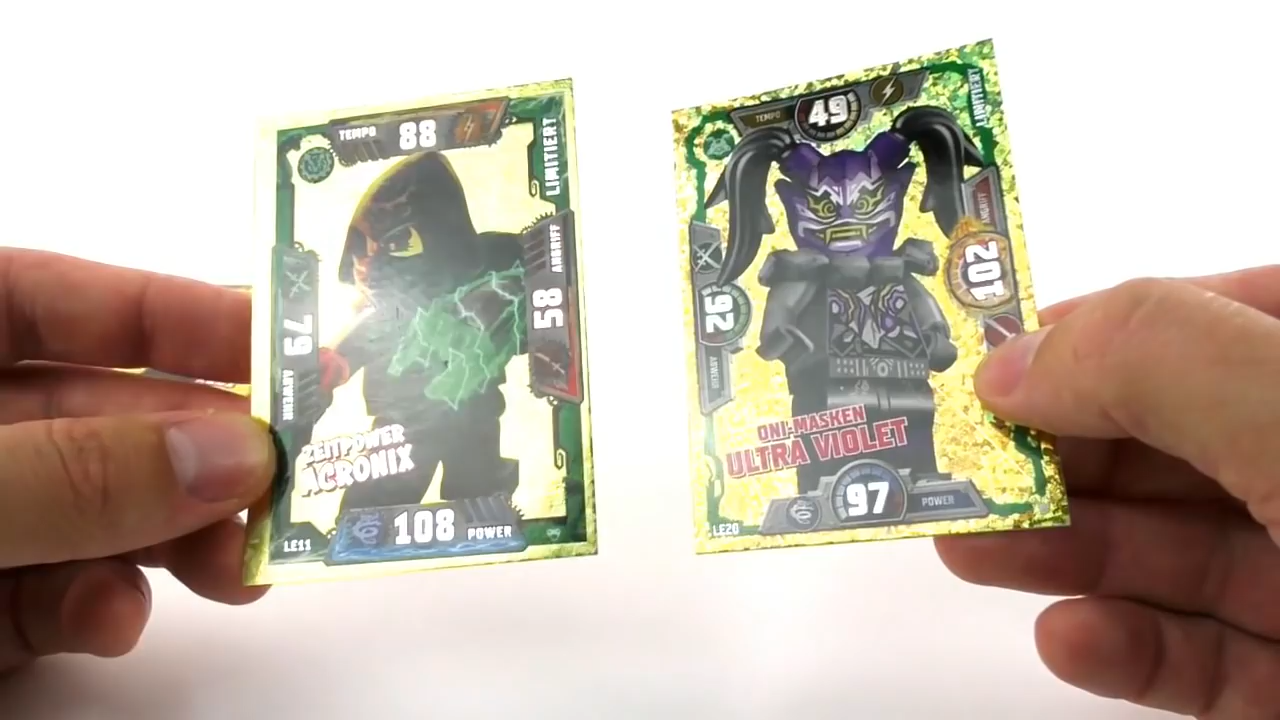 TEMPO 88
LIMITIERT
ANGRIFF 58
79 ABWEHR
ZEITPOWER
ACRONIX
108 POWER
LE11
TEMPO 49
LIMITIERT
ANGRIFF 102
92 ABWEHR
ONI-MASKEN
ULTRA VIOLET
97 POWER
LE20